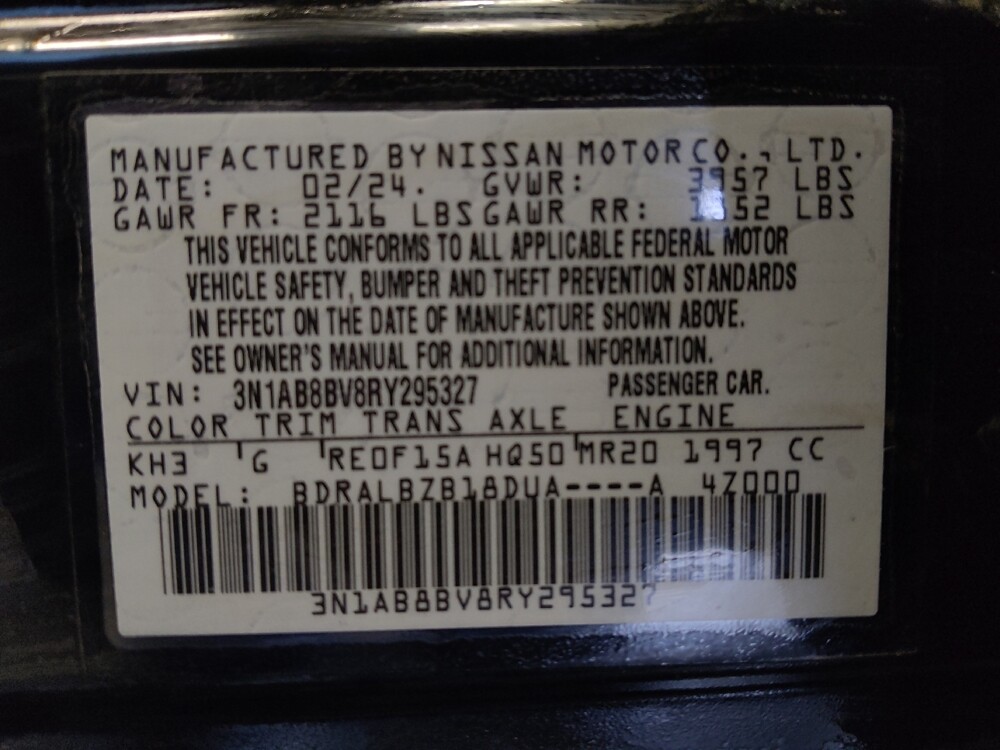 MANUFACTURED BY NISSAN MOTOR CO., LTD.
DATE: 02/24. GVWR: 3957 LBS
GAWR FR: 2116 LBS GAWR RR: LBS
THIS VEHICLE CONFORMS TO ALL APPLICABLE FEDERAL MOTOR
VEHICLE SAFETY, BUMPER AND THEFT PREVENTION STANDARDS
IN EFFECT ON THE DATE OF MANUFACTURE SHOWN ABOVE.
SEE OWNER'S MANUAL FOR ADDITIONAL INFORMATION.
VIN: 3N1AB8BV8RY295327 PASSENGER CAR.
COLOR TRIM TRANS AXLE ENGINE
KH3 G RE0F15A HQ50 MR20 1997 CC
MODEL: BDRALBZB18DUA----A 4Z000
3N1AB8BV8RY295327